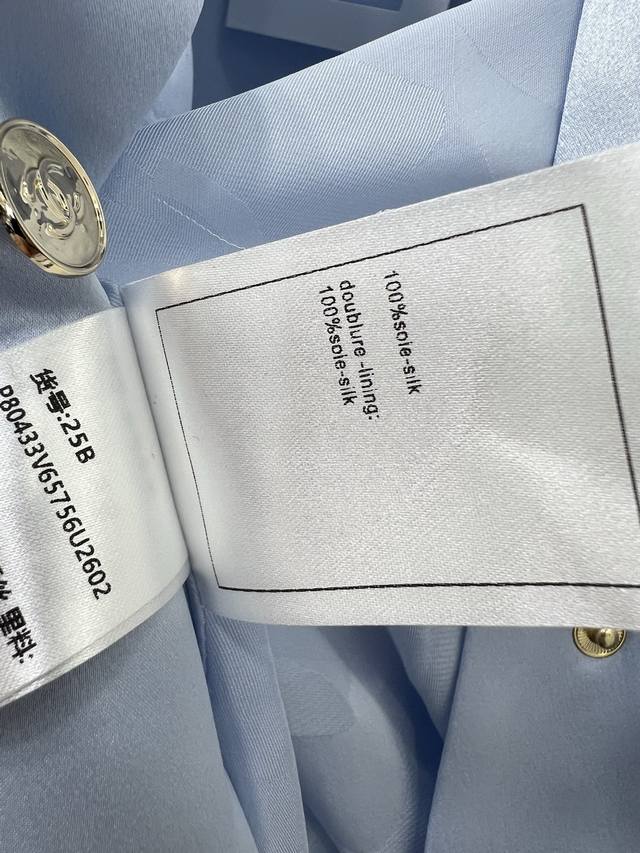 100%soie-silk
doublure -lining:
100%soie-silk
货号:25B
P80433V65756U2602
里料: